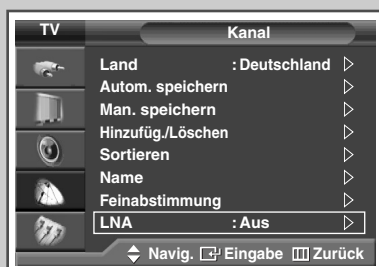 TV Kanal
Land : Deutschland
Autom. speichern
Man. speichern
Hinzufüg./Löschen
Sortieren
Name
Feinabstimmung
LNA : Aus
Navig. Eingabe Zurück